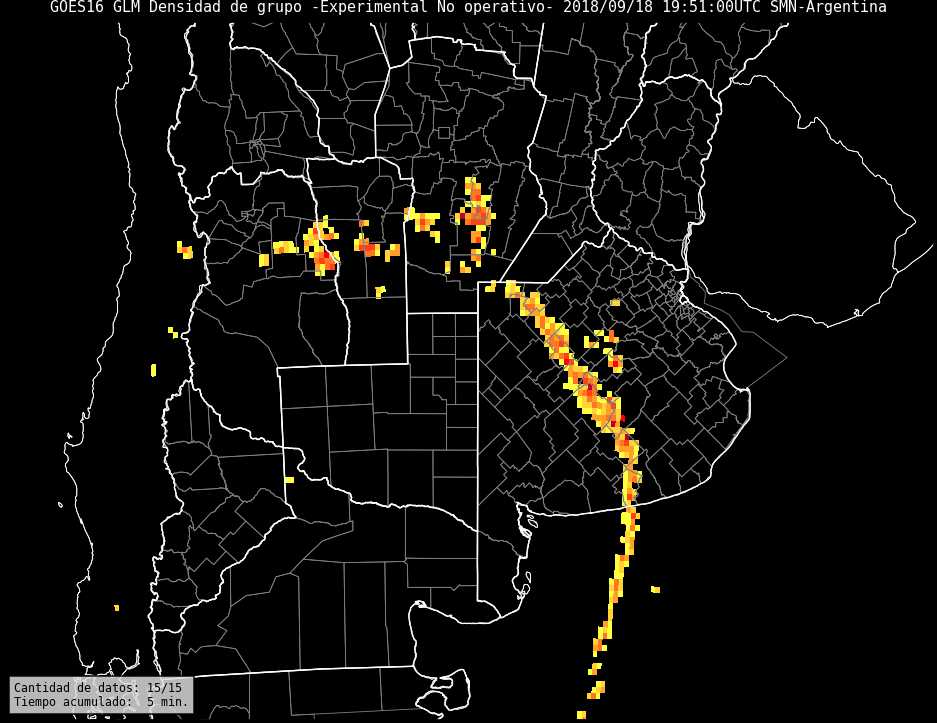 GOES16 GLM Densidad de grupo -Experimental No operativo- 2018/09/18 19:51:00UTC SMN-Argentina
Cantidad de datos: 15/15
Tiempo acumulado:  5 min.